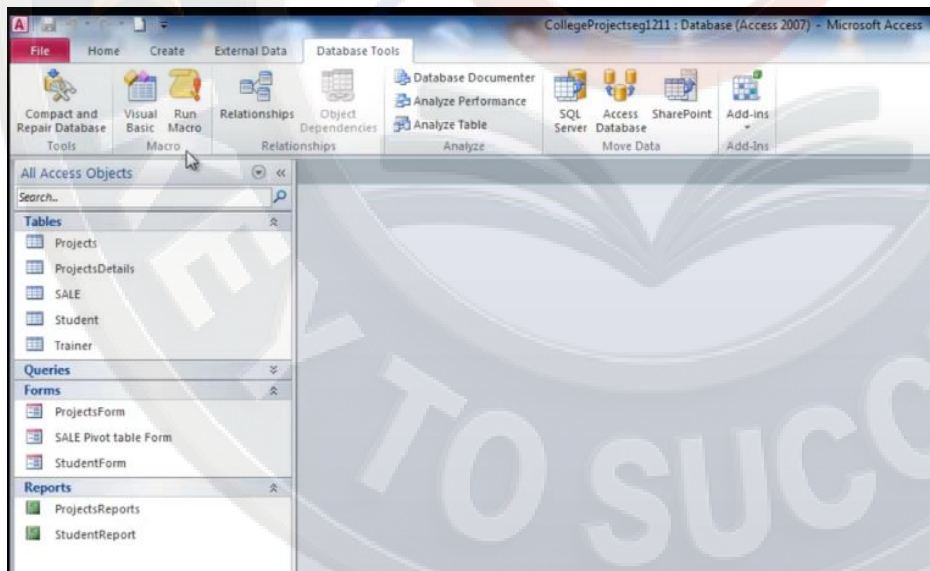 A
CollegeProjectseg1211 : Database (Access 2007) - Microsoft Access
File Home Create External Data Database Tools
Compact and Repair Database
Visual Basic
Run Macro
Relationships
Object Dependencies
Database Documenter
Analyze Performance
Analyze Table
SQL Server
Access Database
SharePoint
Add-ins
Tools Macro Relationships Analyze Move Data Add-Ins
All Access Objects
Search..
Tables
Projects
ProjectsDetails
SALE
Student
Trainer
Queries
Forms
ProjectsForm
SALE Pivot table Form
StudentForm
Reports
ProjectsReports
StudentReport
TO SUCC